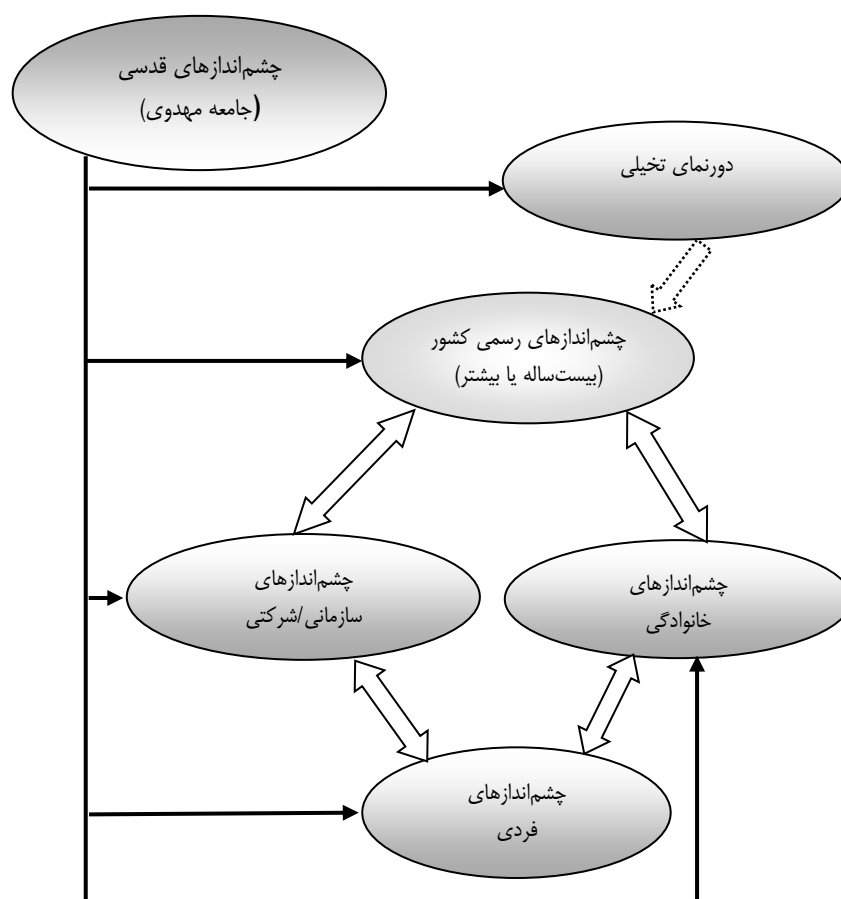 چشم‌اندازهای قدسی
(جامعه مهدوی)
دورنمای تخیلی
چشم‌اندازهای رسمی کشور
(بیست‌ساله یا بیشتر)
چشم‌اندازهای
خانوادگی
چشم‌اندازهای
سازمانی/شرکتی
چشم‌اندازهای
فردی